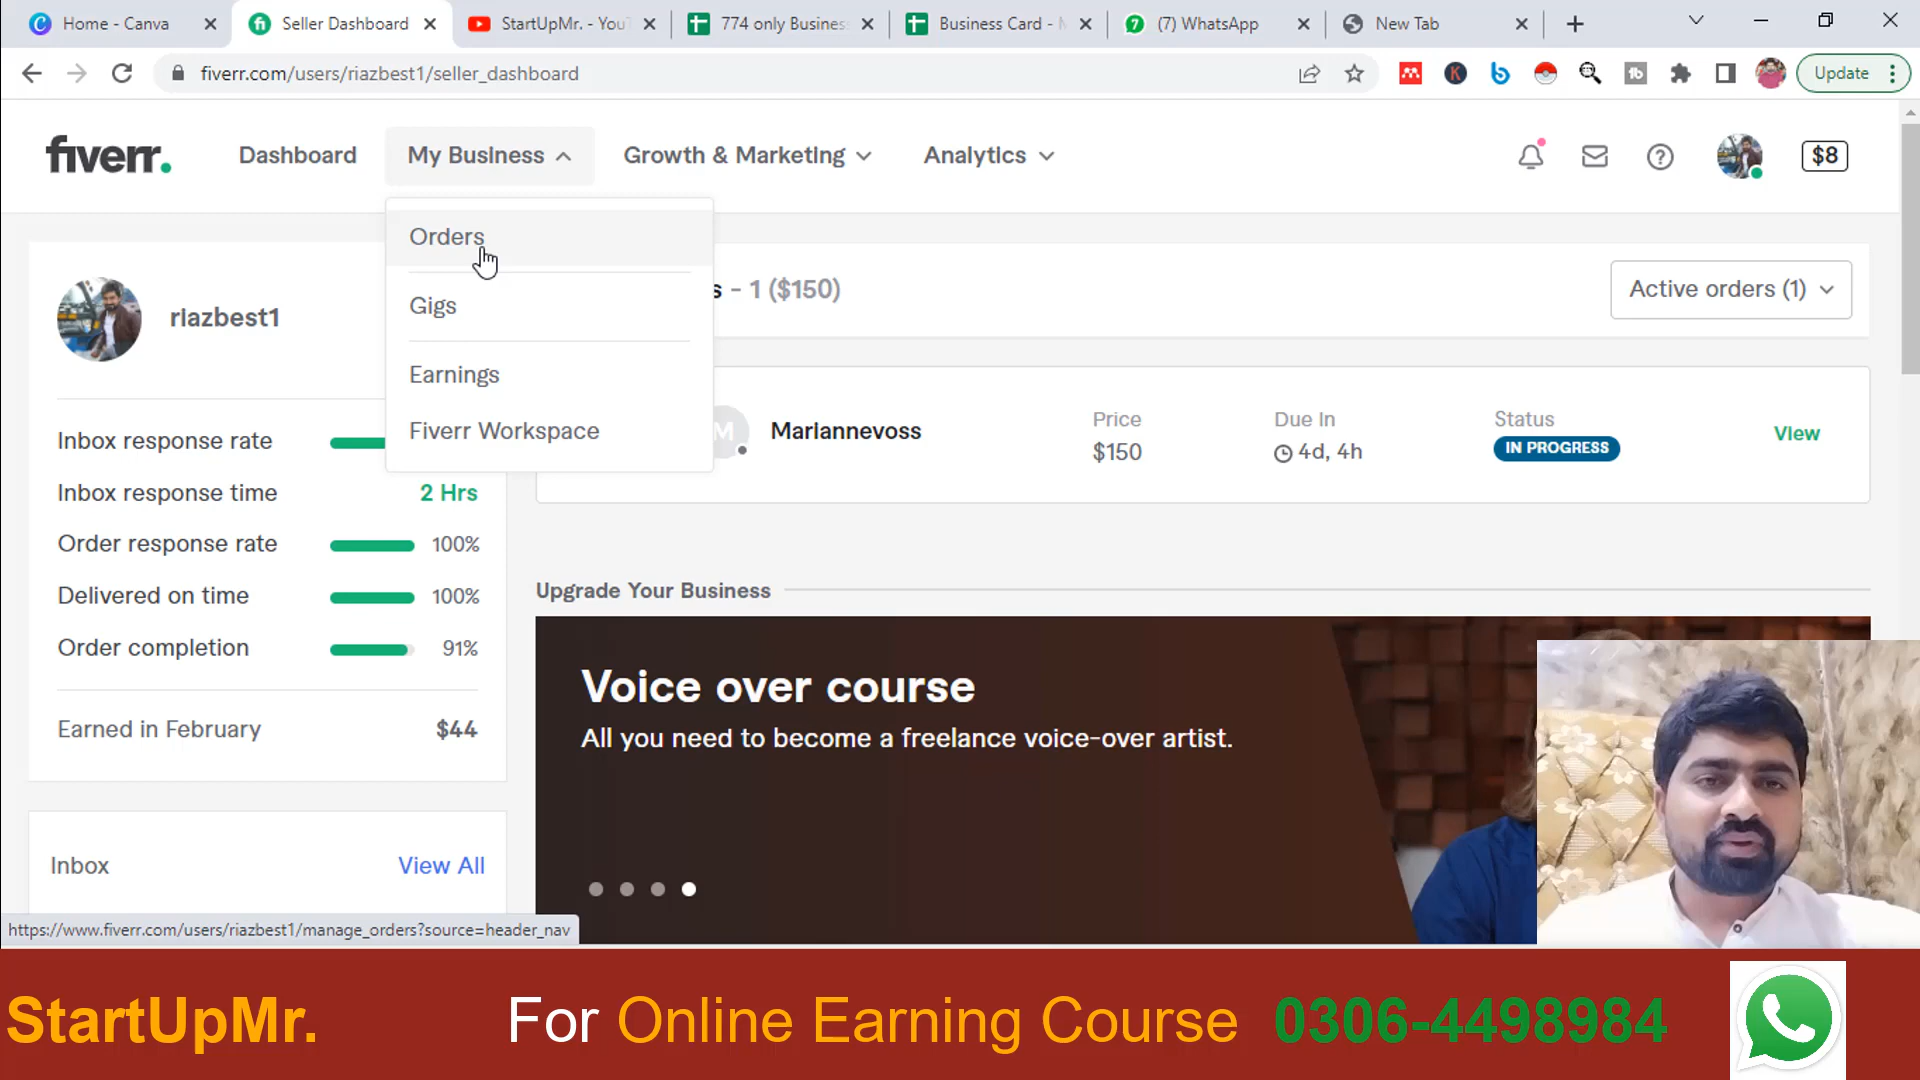 Home - Canva
Seller Dashboard
StartUpMr. - YouT
774 only Busines
Business Card - M
(7) WhatsApp
New Tab
fiverr.com/users/riazbest1/seller_dashboard
Update
fiverr.
Dashboard
My Business
Growth & Marketing
Analytics
$8
Orders
Gigs
Earnings
Fiverr Workspace
s - 1 ($150)
Active orders (1)
riazbest1
Inbox response rate
Inbox response time 2 Hrs
Order response rate 100%
Delivered on time 100%
Order completion 91%
Earned in February $44
Inbox View All
M
Mariannevoss
Price
$150
Due In
4d, 4h
Status
IN PROGRESS
View
Upgrade Your Business
Voice over course
All you need to become a freelance voice-over artist.
https://www.fiverr.com/users/riazbest1/manage_orders?source=header_nav
StartUpMr. For Online Earning Course 0306-4498984